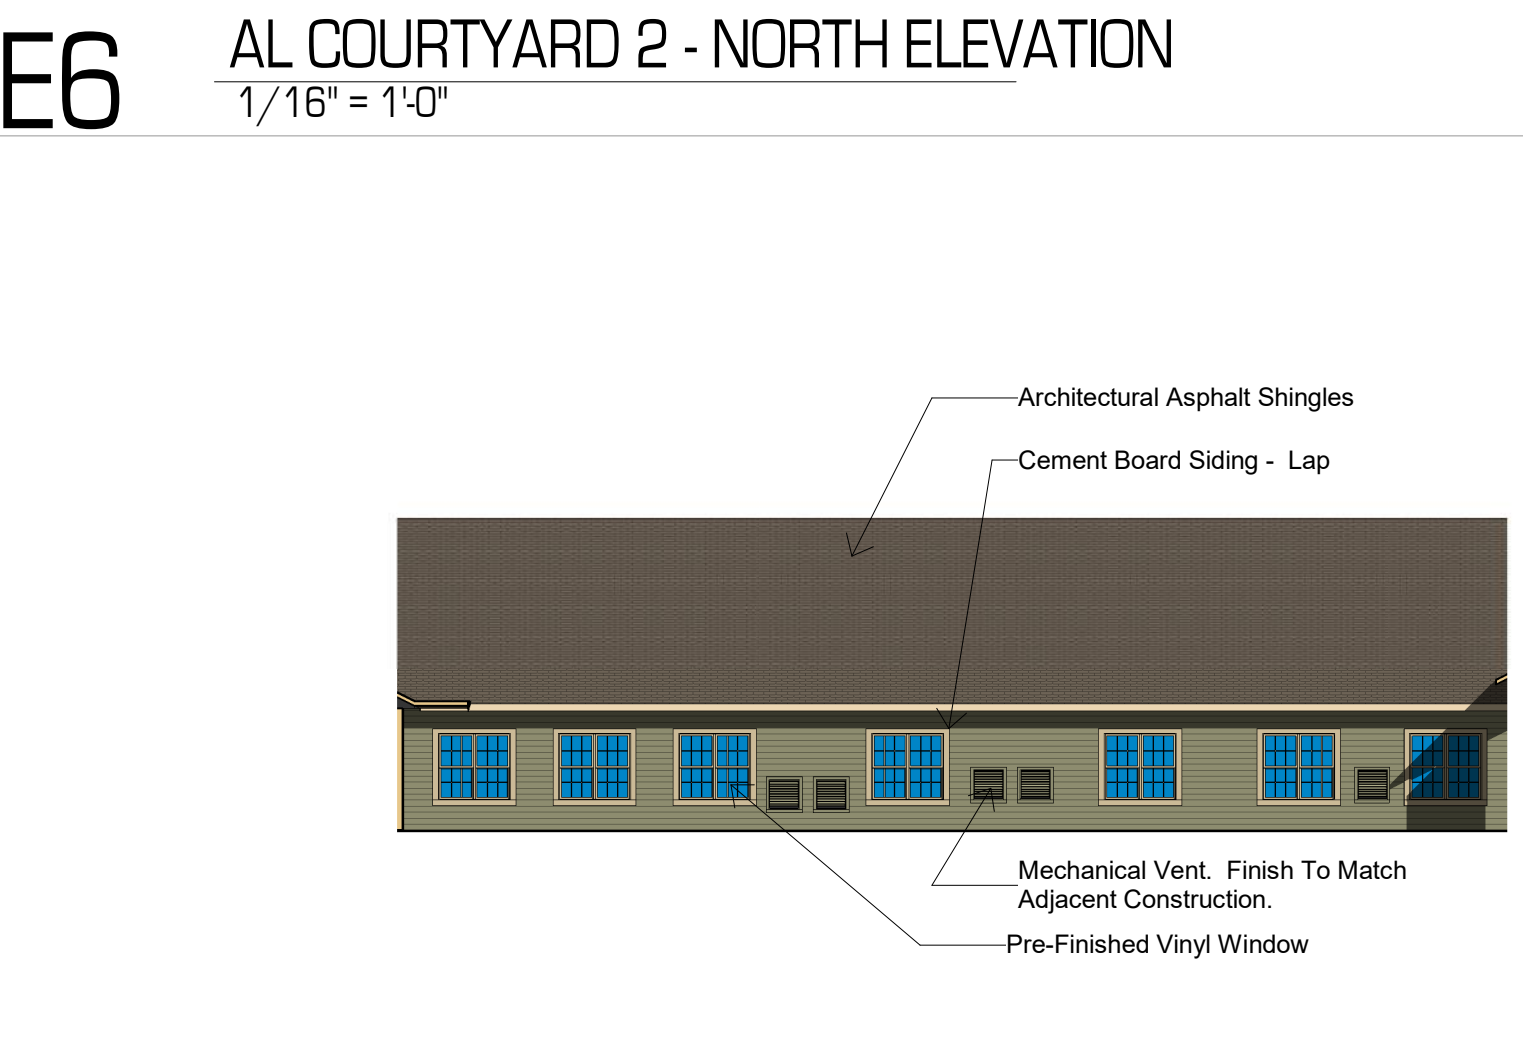 E6
AL COURTYARD 2 - NORTH ELEVATION
1/16" = 1'-0"
Architectural Asphalt Shingles
Cement Board Siding -  Lap
Mechanical Vent.  Finish To Match
Adjacent Construction.
Pre-Finished Vinyl Window